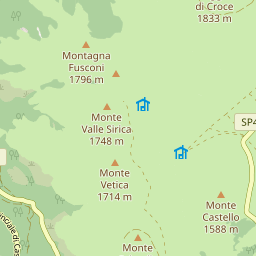 di Croce
1833 m
Montagna
Fusconi
1796 m
Monte
Valle Sirica
1748 m
SP4
Monte
Vetica
1714 m
Monte
Castello
1588 m
Monte